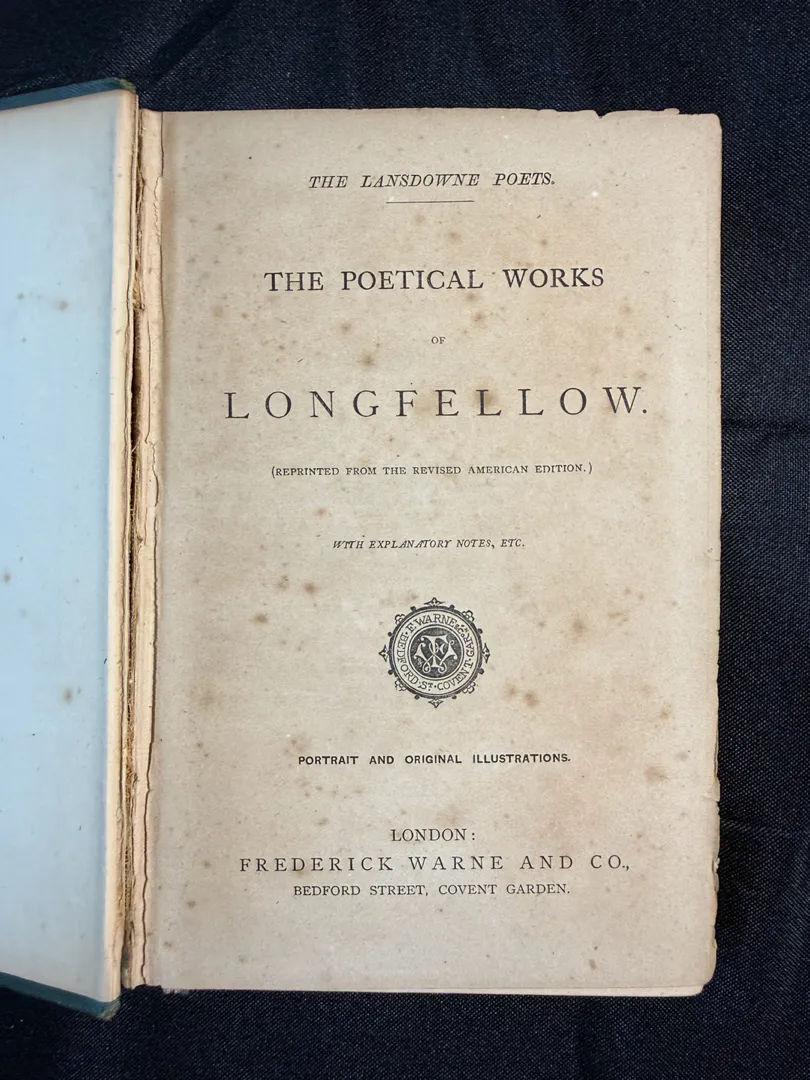 THE LANSDOWNE POETS.
THE POETICAL WORKS
OF
LONGFELLOW.
(REPRINTED FROM THE REVISED AMERICAN EDITION.)
WITH EXPLANATORY NOTES, ETC.
F. WARNE & Co.
BEDFORD ST. COVENT GAR
PORTRAIT AND ORIGINAL ILLUSTRATIONS.
LONDON:
FREDERICK WARNE AND CO.,
BEDFORD STREET, COVENT GARDEN.